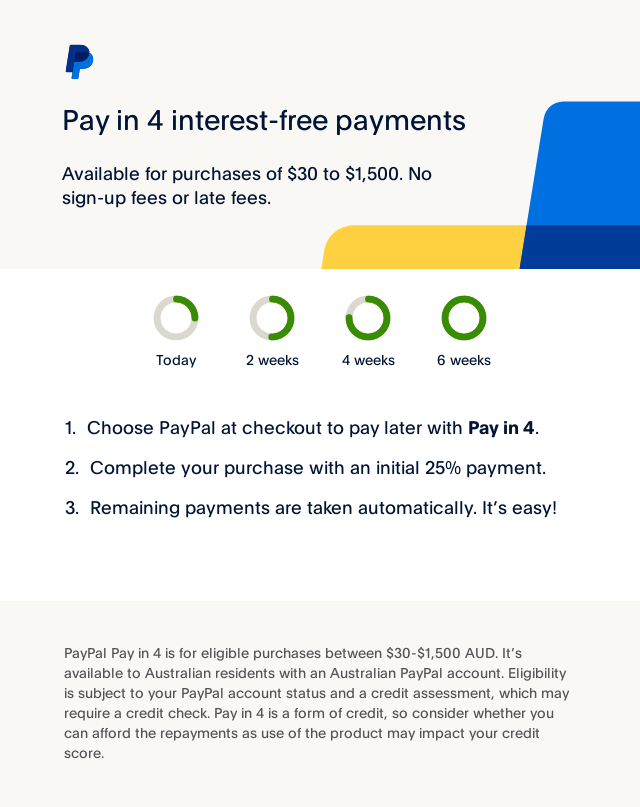 Pay in 4 interest-free payments
Available for purchases of $30 to $1,500. No
sign-up fees or late fees.
Today
2 weeks
4 weeks
6 weeks
1. Choose PayPal at checkout to pay later with Pay in 4.
2. Complete your purchase with an initial 25% payment.
3. Remaining payments are taken automatically. It’s easy!
PayPal Pay in 4 is for eligible purchases between $30-$1,500 AUD. It’s
available to Australian residents with an Australian PayPal account. Eligibility
is subject to your PayPal account status and a credit assessment, which may
require a credit check. Pay in 4 is a form of credit, so consider whether you
can afford the repayments as use of the product may impact your credit
score.